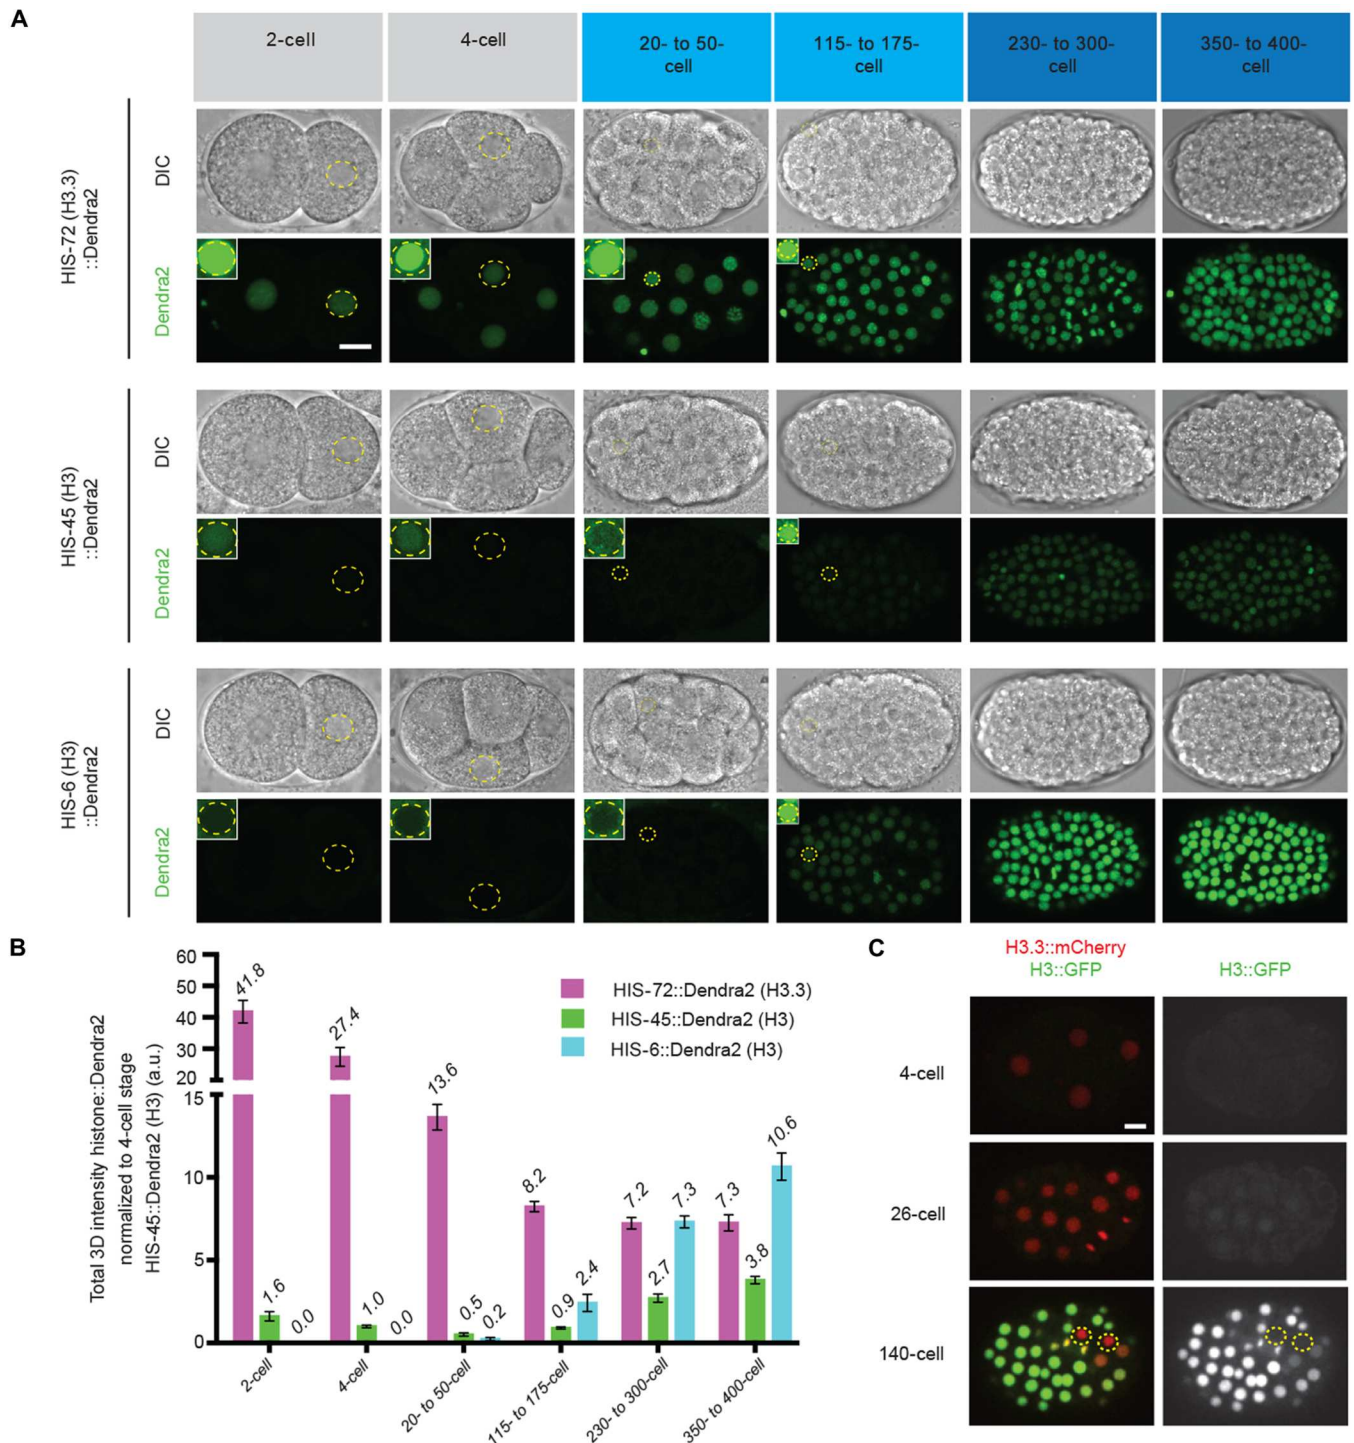 A
2-cell
4-cell
20- to 50-
cell
115- to 175-
cell
230- to 300-
cell
350- to 400-
cell
HIS-72 (H3.3)
::Dendra2
DIC
Dendra2
HIS-45 (H3)
::Dendra2
DIC
Dendra2
HIS-6 (H3)
::Dendra2
DIC
Dendra2
B
Total 3D intensity histone::Dendra2
normalized to 4-cell stage
HIS-45::Dendra2 (H3) (a.u.)
60
50
40
30
20
15
10
5
0
41.8
1.6
0.0
27.4
1.0
0.0
13.6
0.5
0.2
8.2
0.9
2.4
7.2
2.7
7.3
7.3
3.8
10.6
HIS-72::Dendra2 (H3.3)
HIS-45::Dendra2 (H3)
HIS-6::Dendra2 (H3)
2-cell
4-cell
20- to 50-cell
115- to 175-cell
230- to 300-cell
350- to 400-cell
C
H3.3::mCherry
H3::GFP
H3::GFP
4-cell
26-cell
140-cell